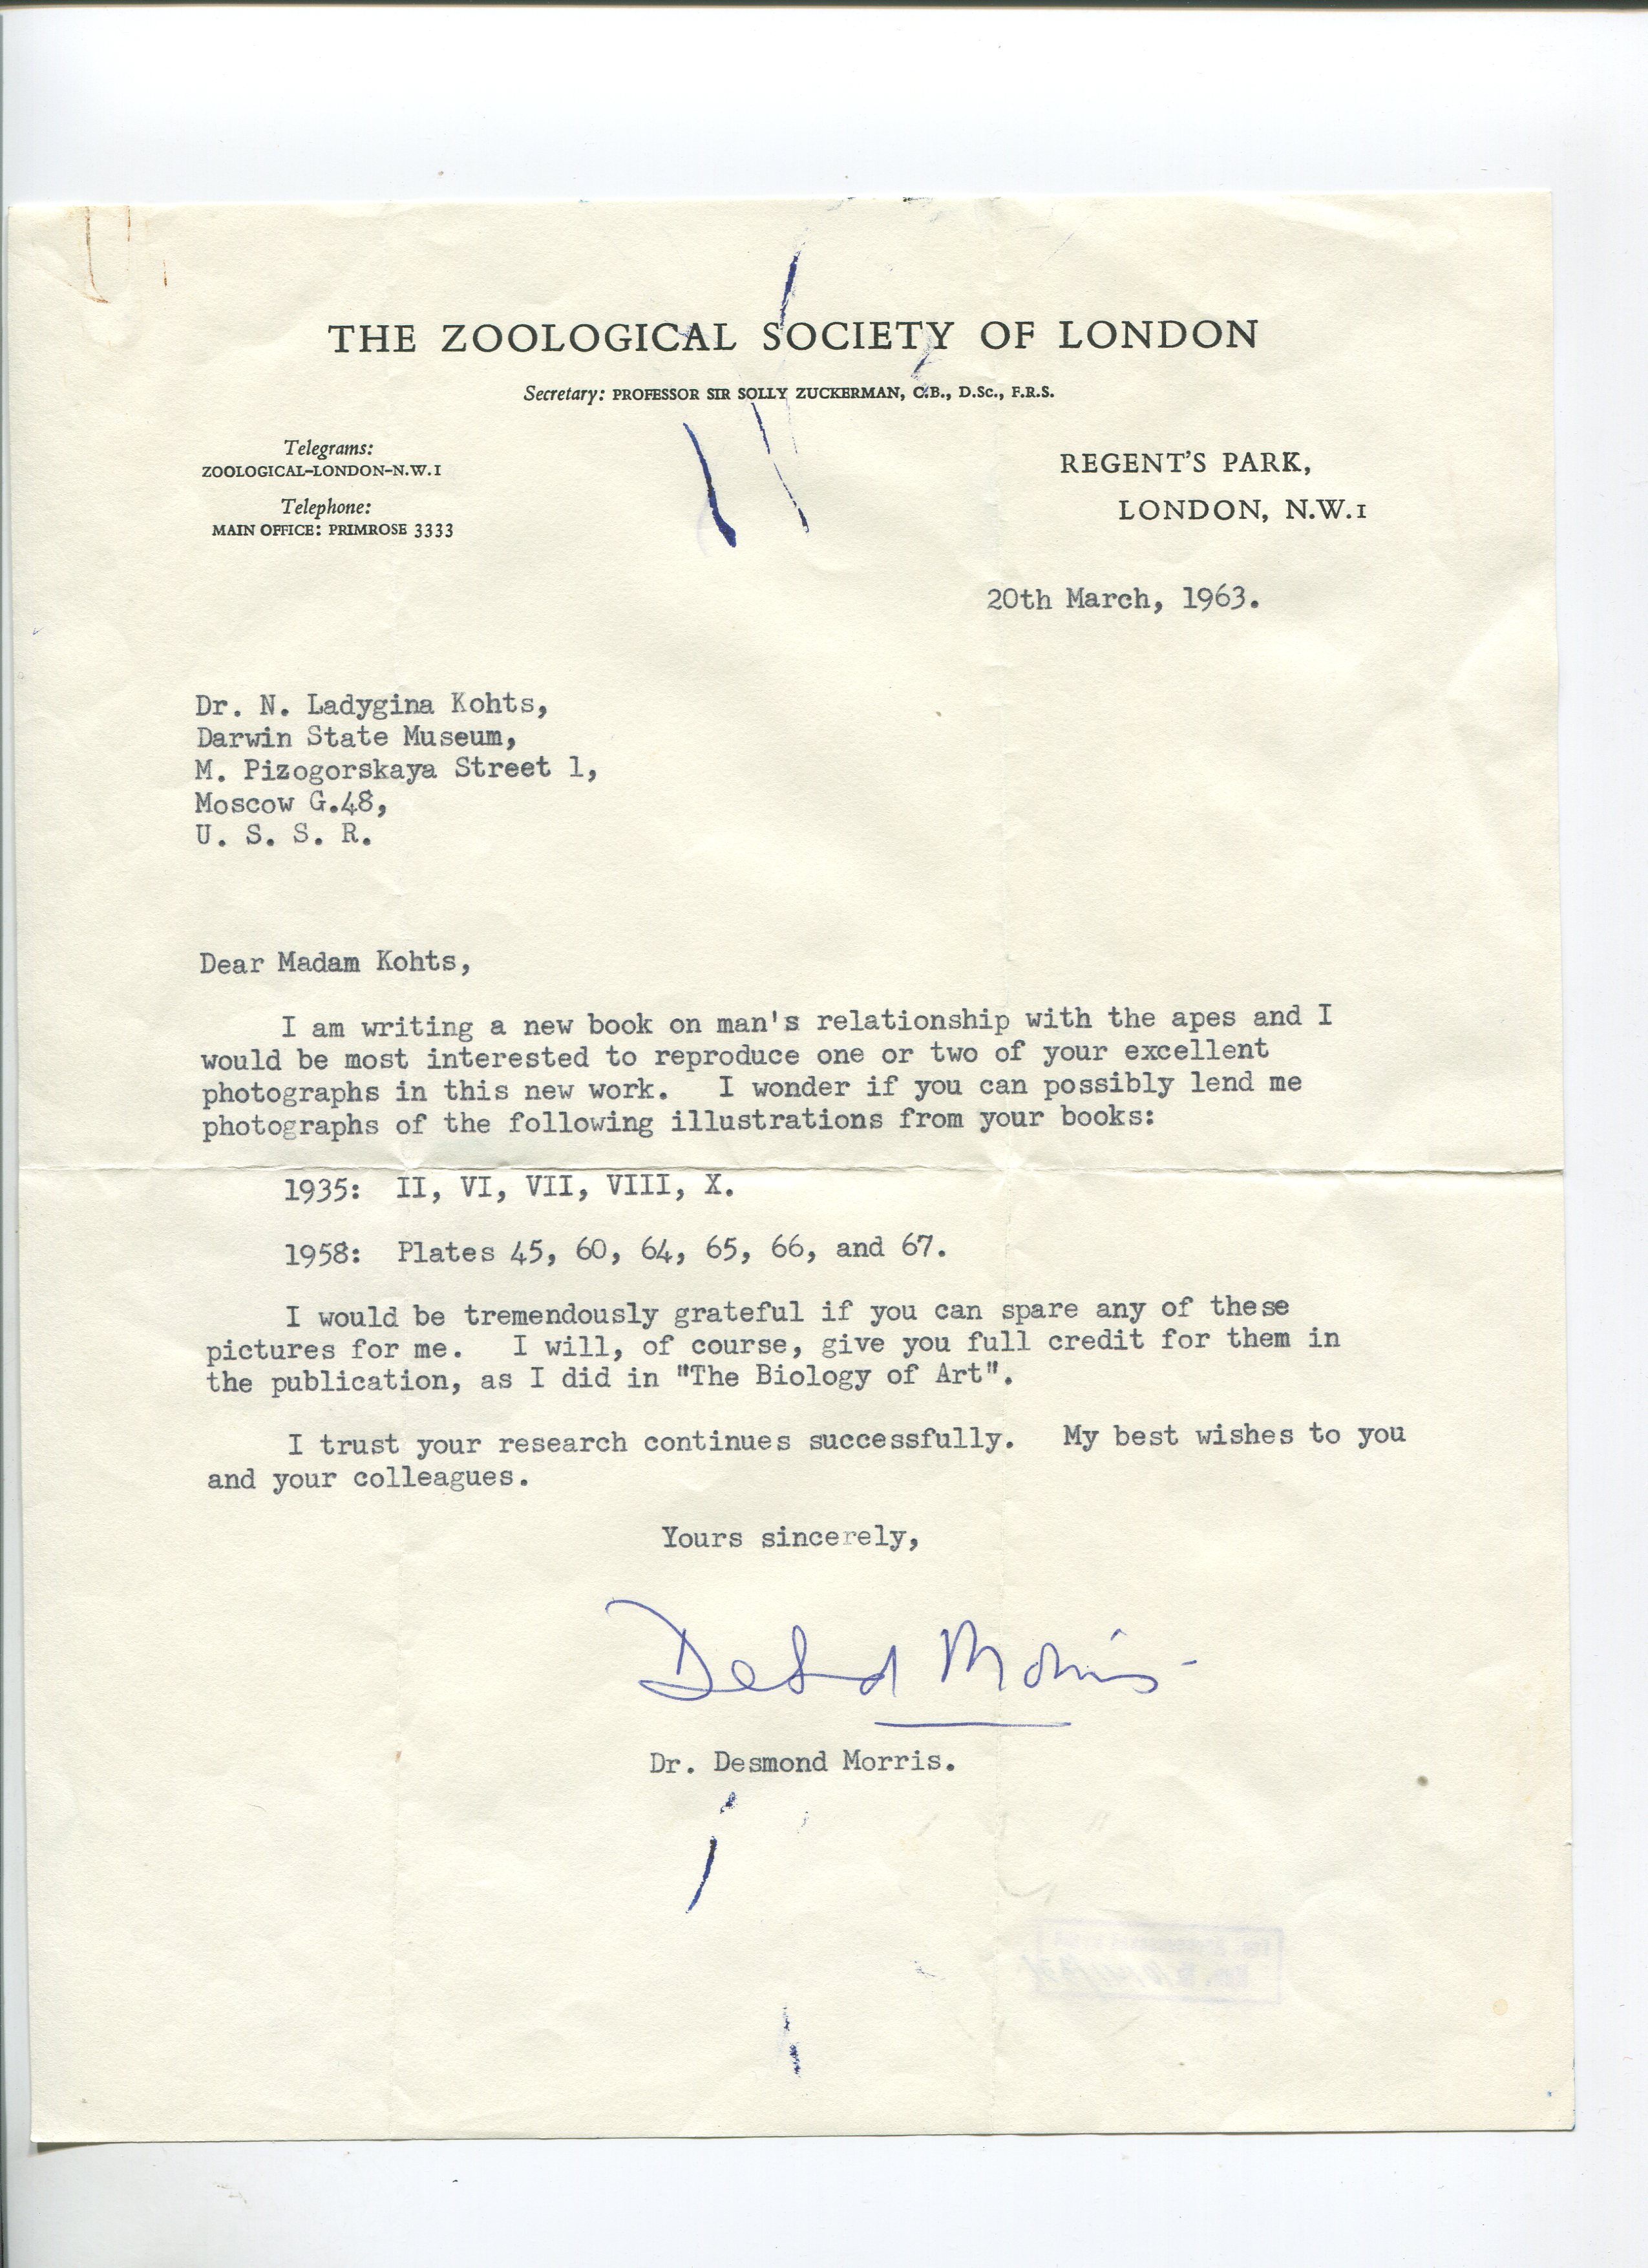 THE ZOOLOGICAL SOCIETY OF LONDON
Secretary: PROFESSOR SIR SOLLY ZUCKERMAN, C.B., D.Sc., F.R.S.
Telegrams:
ZOOLOGICAL-LONDON-N.W.1
Telephone:
MAIN OFFICE: PRIMROSE 3333
REGENT'S PARK,
LONDON, N.W.1
20th March, 1963.
Dr. N. Ladygina Kohts,
Darwin State Museum,
M. Pizogorskaya Street 1,
Moscow G.48,
U. S. S. R.
Dear Madam Kohts,
I am writing a new book on man's relationship with the apes and I
would be most interested to reproduce one or two of your excellent
photographs in this new work. I wonder if you can possibly lend me
photographs of the following illustrations from your books:
1935: II, VI, VII, VIII, X.
1958: Plates 45, 60, 64, 65, 66, and 67.
I would be tremendously grateful if you can spare any of these
pictures for me. I will, of course, give you full credit for them in
the publication, as I did in "The Biology of Art".
I trust your research continues successfully. My best wishes to you
and your colleagues.
Yours sincerely,
Desmond Morris
Dr. Desmond Morris.